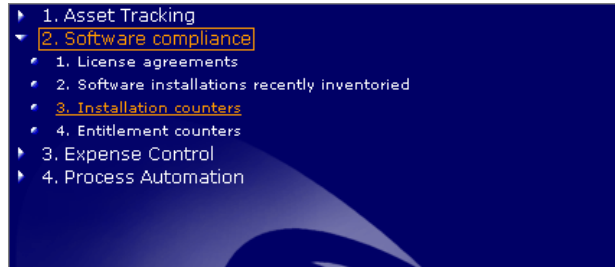 1. Asset Tracking
2. Software compliance
1. License agreements
2. Software installations recently inventoried
3. Installation counters
4. Entitlement counters
3. Expense Control
4. Process Automation